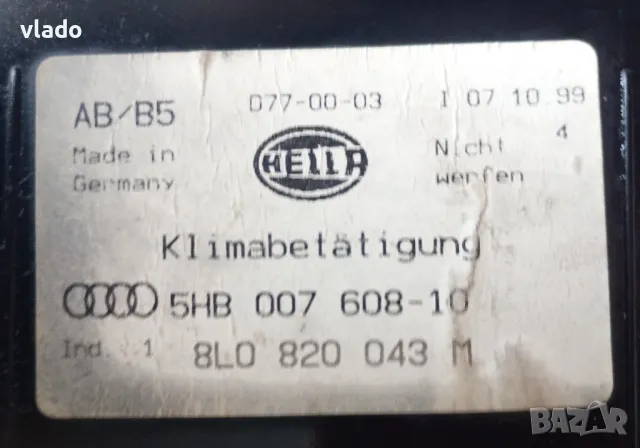 vlado
AB/B5
D77-00-03
I 07 10 99
4
Made in
Germany
HELLA
Nicht
werfen
Klimabetätigung
5HB 007 608-10
Ind. 1
8L0 820 043 M
BAZAR